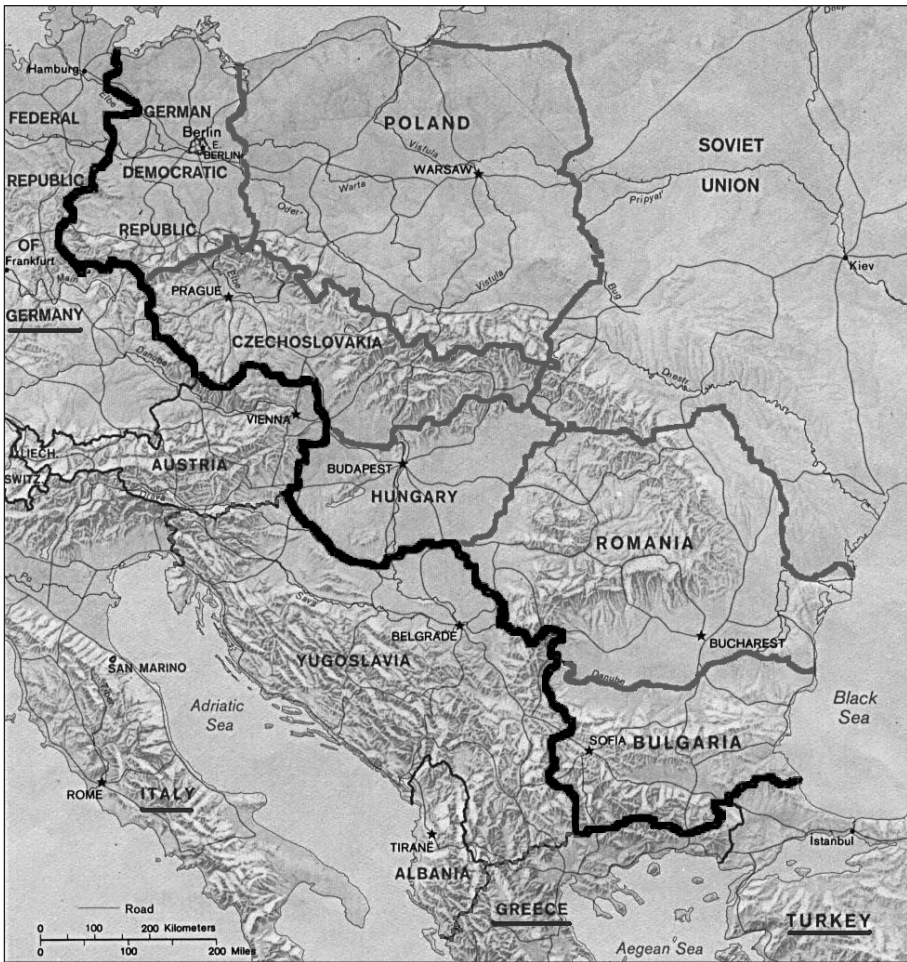 Hamburg
Elbe
GERMAN
FEDERAL
Berlin
E.
BERLIN
POLAND
Vistula
WARSAW
SOVIET
UNION
DEMOCRATIC
Warta
Pripyat'
REPUBLIC
Oder
REPUBLIC
OF
Frankfurt
Main
Elbe
PRAGUE
Vistula
Bug
Kiev
GERMANY
CZECHOSLOVAKIA
Danube
Dnestr
VIENNA
LIECH.
AUSTRIA
SWITZ.
BUDAPEST
HUNGARY
Drava
ROMANIA
Po
Sava
BELGRADE
BUCHAREST
YUGOSLAVIA
SAN MARINO
Danube
Adriatic
Sea
Black
Sea
SOFIA
BULGARIA
ROME
ITALY
TIRANE
Istanbul
ALBANIA
GREECE
TURKEY
Road
0 100 200 Kilometers
0 100 200 Miles
Aegean Sea